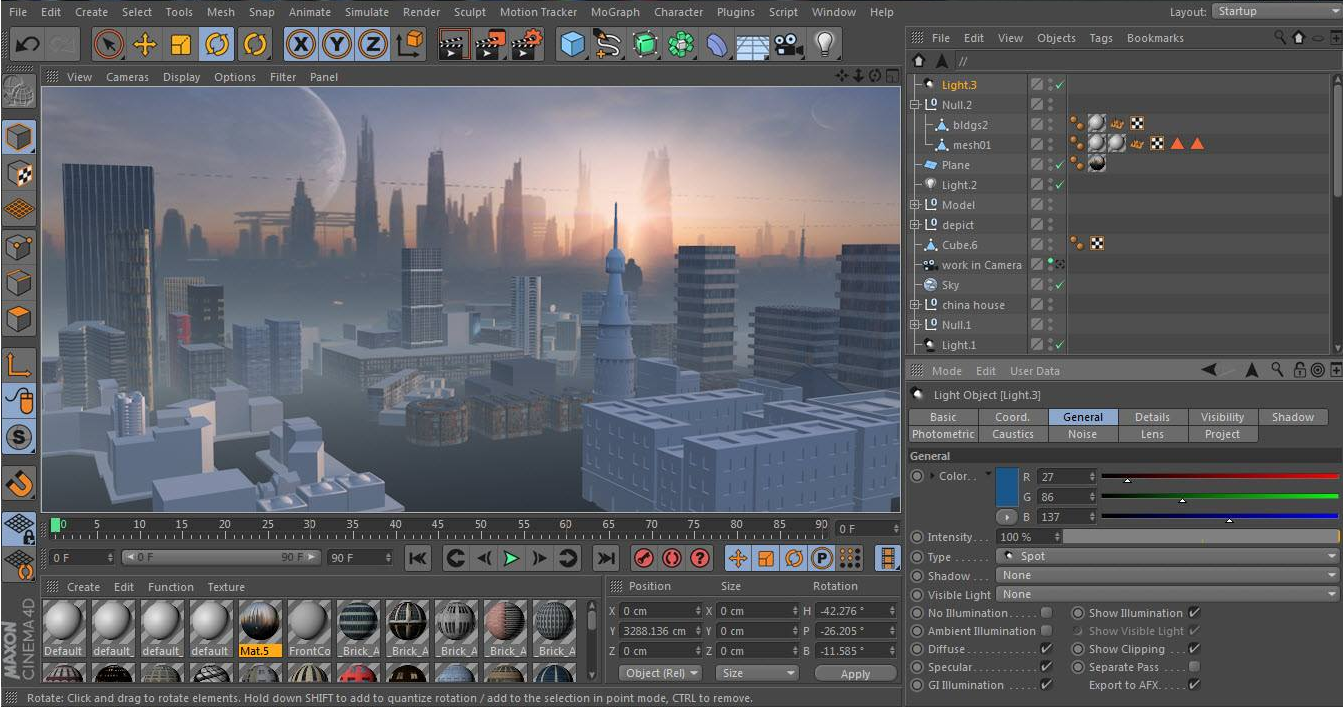 File Edit Create Select Tools Mesh Snap Animate Simulate Render Sculpt Motion Tracker MoGraph Character Plugins Script Window Help Layout: Startup
X Y Z
File Edit View Objects Tags Bookmarks
View Cameras Display Options Filter Panel
//
Light.3
Null.2
bldgs2
mesh01
Plane
Light.2
Model
depict
Cube.6
work in Camera
Sky
china house
Null.1
Light.1
Mode Edit User Data
Light Object [Light.3]
Basic Coord. General Details Visibility Shadow
Photometric Caustics Noise Lens Project
General
Color. . R 27
G 86
B 137
Intensity. . . 100 %
Type . . . . . Spot
Shadow . . . None
Visible Light None
No Illumination. . . . . Show Illumination
Ambient Illumination Show Visible Light
Diffuse. . . . . . . . . . . Show Clipping . . .
Specular. . . . . . . . . . Separate Pass . .
GI Illumination . . . . . Export to AFX. . .
0 5 10 15 20 25 30 35 40 45 50 55 60 65 70 75 80 85 90 0 F
0 F 0 F 90 F 90 F
P
S
Create Edit Function Texture
Default default_ default_ default Mat.5 FrontCo _Brick_A _Brick_A _Brick_A _Brick_A _Brick_A
Position Size Rotation
X 0 cm X 0 cm H -42.276 °
Y 3288.136 cm Y 0 cm P -26.205 °
Z 0 cm Z 0 cm B -11.585 °
Object (Rel) Size Apply
MAXON
CINEMA4D
Rotate: Click and drag to rotate elements. Hold down SHIFT to add to quantize rotation / add to the selection in point mode, CTRL to remove.